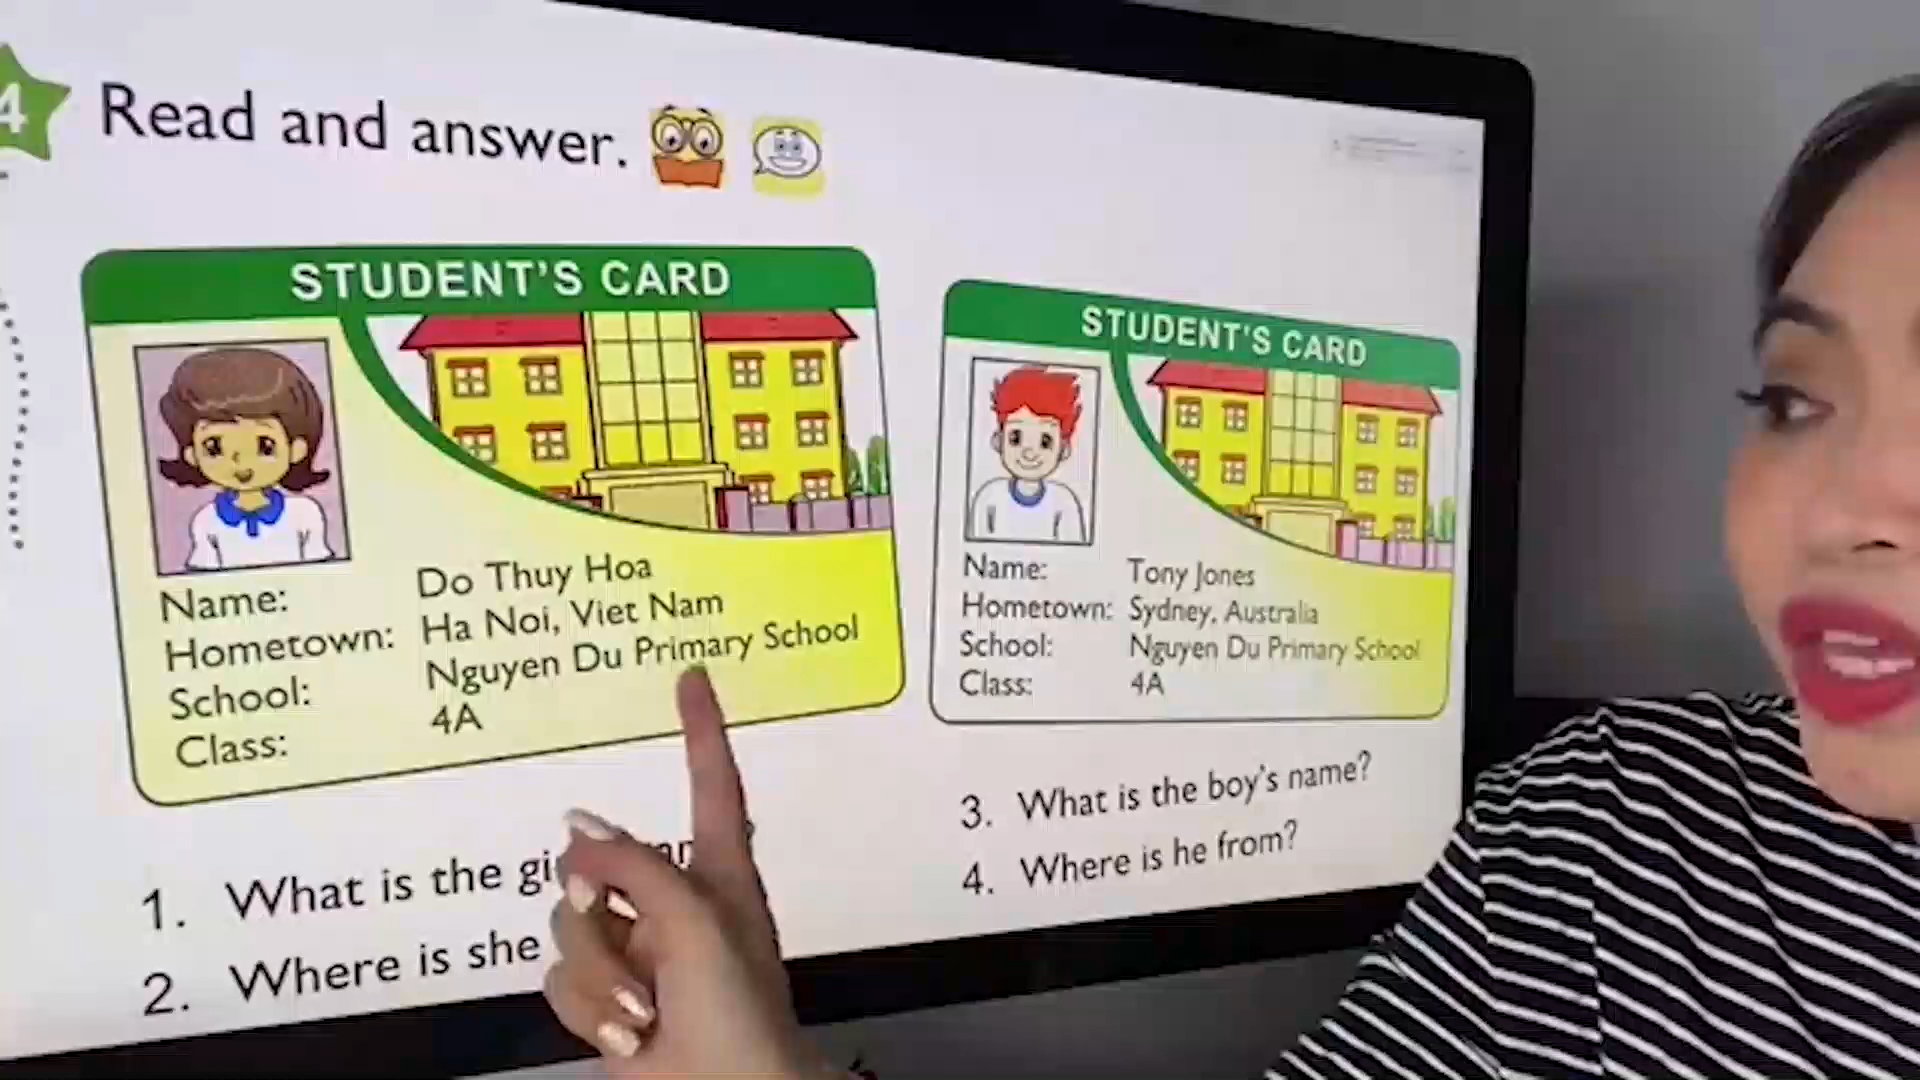 4
Read and answer.
STUDENT'S CARD
Name: Do Thuy Hoa
Hometown: Ha Noi, Viet Nam
School: Nguyen Du Primary School
Class: 4A
1. What is the
2. Where is she
STUDENT'S CARD
Name: Tony Jones
Hometown: Sydney, Australia
School: Nguyen Du Primary School
Class: 4A
3. What is the boy's name?
4. Where is he from?